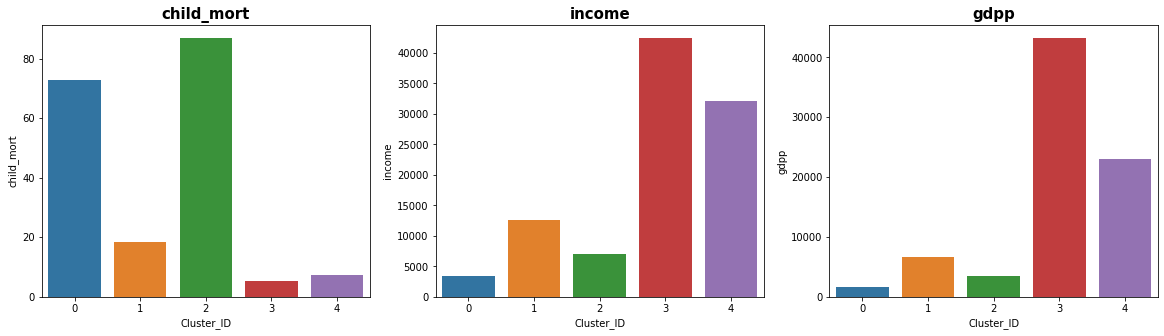 child_mort
child_mort
80
60
40
20
0
0 1 2 3 4
Cluster_ID
income
income
40000
35000
30000
25000
20000
15000
10000
5000
0
0 1 2 3 4
Cluster_ID
gdpp
gdpp
40000
30000
20000
10000
0
0 1 2 3 4
Cluster_ID